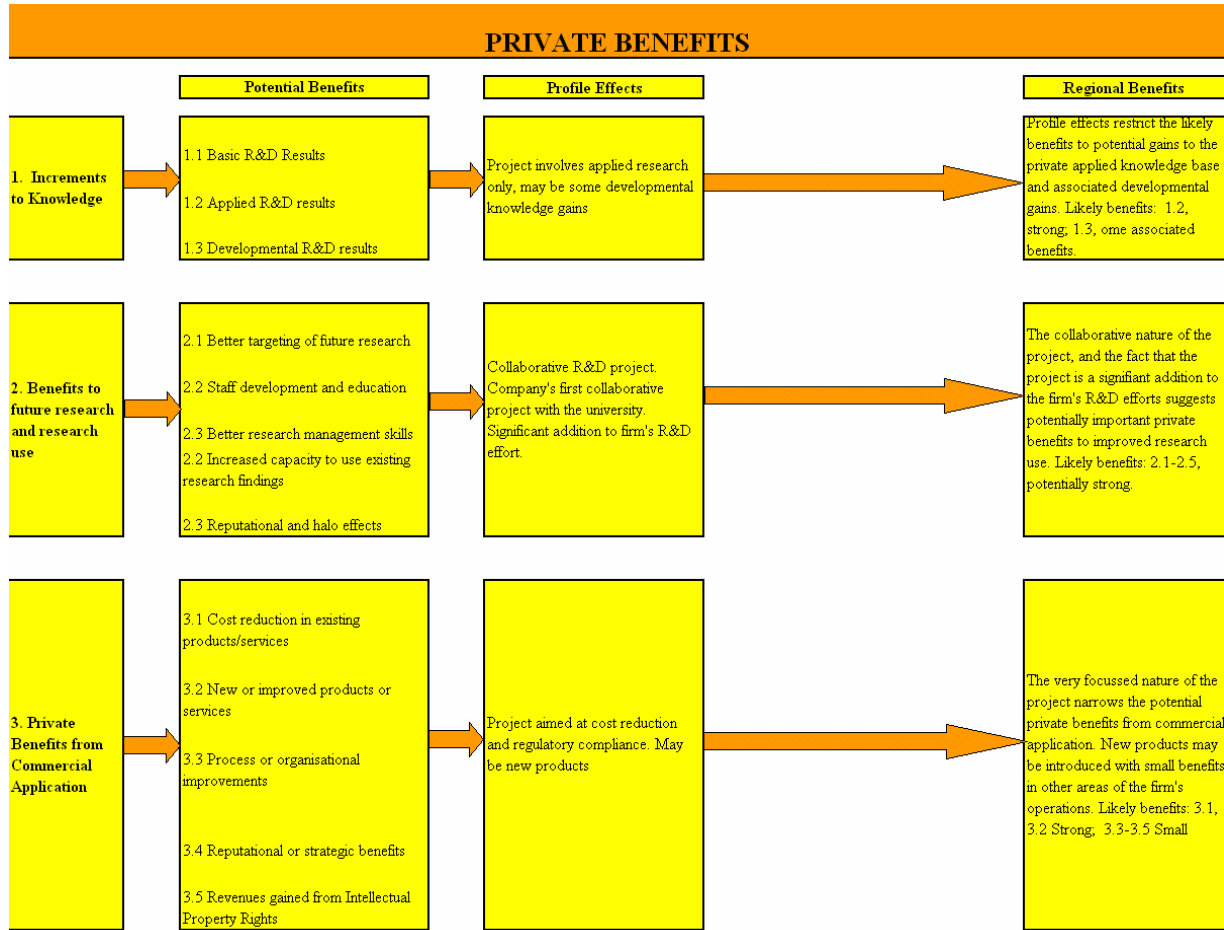 PRIVATE BENEFITS
Potential Benefits
Profile Effects
Regional Benefits
1. Increments
to Knowledge
1.1 Basic R&D Results
1.2 Applied R&D results
1.3 Developmental R&D results
Project involves applied research
only, may be some developmental
knowledge gains
Profile effects restrict the likely
benefits to potential gains to the
private applied knowledge base
and associated developmental
gains. Likely benefits: 1.2,
strong; 1.3, ome associated
benefits.
2. Benefits to
future research
and research
use
2.1 Better targeting of future research
2.2 Staff development and education
2.3 Better research management skills
2.2 Increased capacity to use existing
research findings
2.3 Reputational and halo effects
Collaborative R&D project.
Company's first collaborative
project with the university.
Significant addition to firm's R&D
effort.
The collaborative nature of the
project, and the fact that the
project is a signifiant addition to
the firm's R&D efforts suggests
potentially important private
benefits to improved research
use. Likely benefits: 2.1-2.5,
potentially strong.
3. Private
Benefits from
Commercial
Application
3.1 Cost reduction in existing
products/services
3.2 New or improved products or
services
3.3 Process or organisational
improvements
3.4 Reputational or strategic benefits
3.5 Revenues gained from Intellectual
Property Rights
Project aimed at cost reduction
and regulatory compliance. May
be new products
The very focussed nature of the
project narrows the potential
private benefits from commercial
application. New products may
be introduced with small benefits
in other areas of the firm's
operations. Likely benefits: 3.1,
3.2 Strong; 3.3-3.5 Small